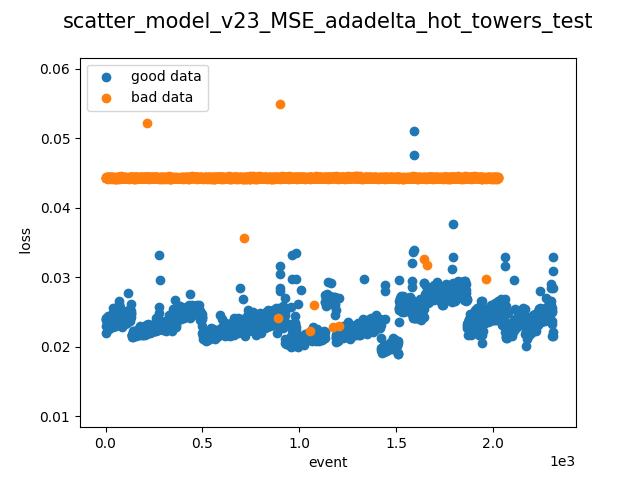 scatter_model_v23_MSE_adadelta_hot_towers_test
good data
bad data
0.06
0.05
0.04
0.03
0.02
0.01
loss
0.0
0.5
1.0
1.5
2.0
1e3
event